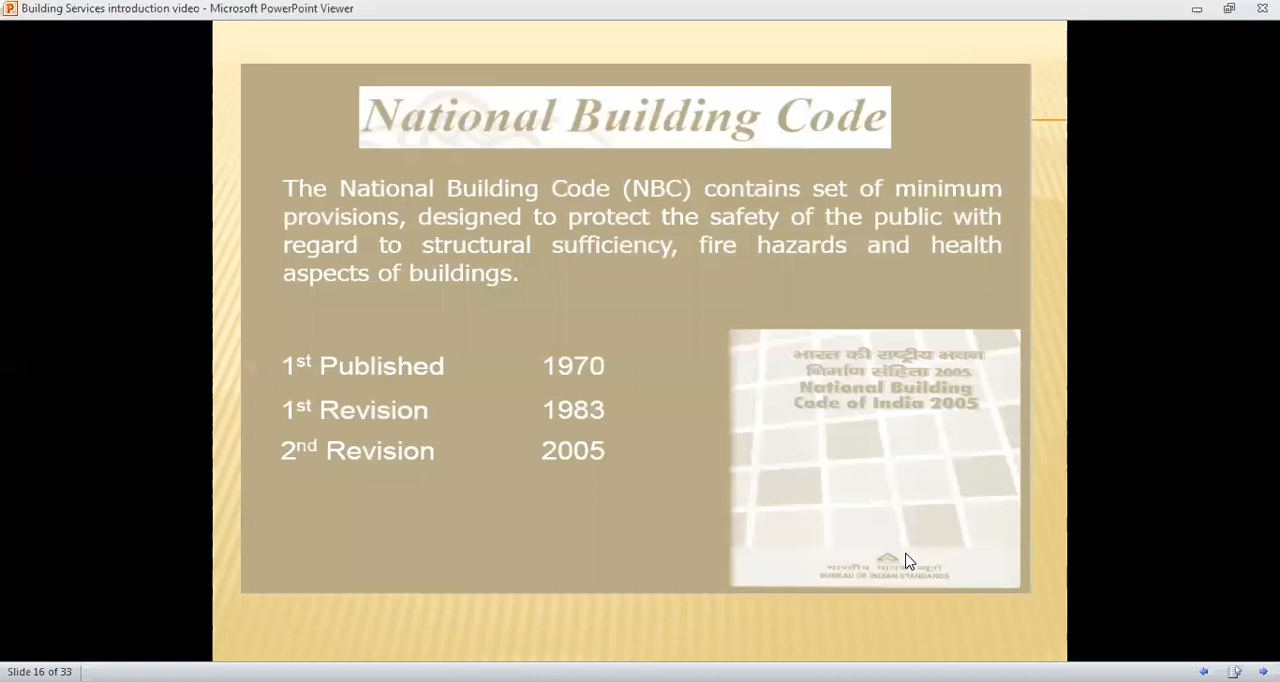 Building Services introduction video - Microsoft PowerPoint Viewer
National Building Code
The National Building Code (NBC) contains set of minimum
provisions, designed to protect the safety of the public with
regard to structural sufficiency, fire hazards and health
aspects of buildings.
1st Published 1970
1st Revision 1983
2nd Revision 2005
भारत की राष्ट्रीय भवन
निर्माण संहिता 2005
National Building
Code of India 2005
भारतीय मानक ब्यूरो
BUREAU OF INDIAN STANDARDS
Slide 16 of 33